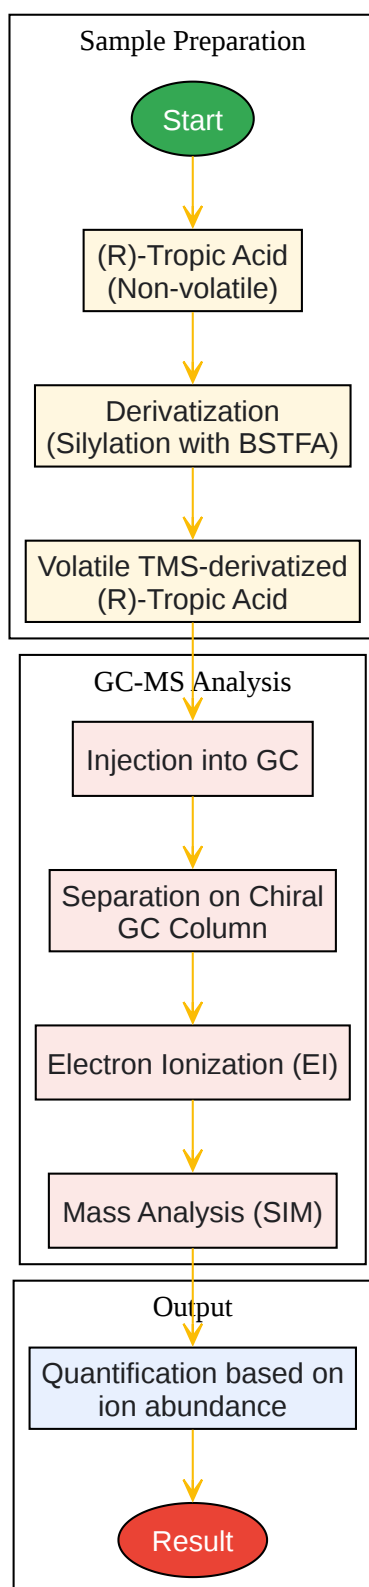 Sample Preparation
Start
(R)-Tropic Acid
(Non-volatile)
Derivatization
(Silylation with BSTFA)
Volatile TMS-derivatized
(R)-Tropic Acid
GC-MS Analysis
Injection into GC
Separation on Chiral
GC Column
Electron Ionization (EI)
Mass Analysis (SIM)
Output
Quantification based on
ion abundance
Result